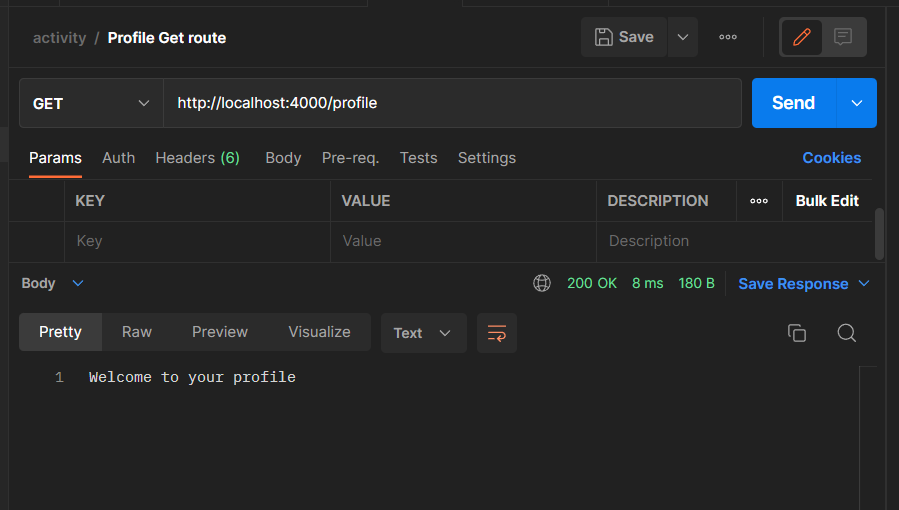 activity / Profile Get route
Save
GET http://localhost:4000/profile Send
Params Auth Headers (6) Body Pre-req. Tests Settings Cookies
KEY VALUE DESCRIPTION Bulk Edit
Key Value Description
Body 200 OK 8 ms 180 B Save Response
Pretty Raw Preview Visualize Text
1 Welcome to your profile